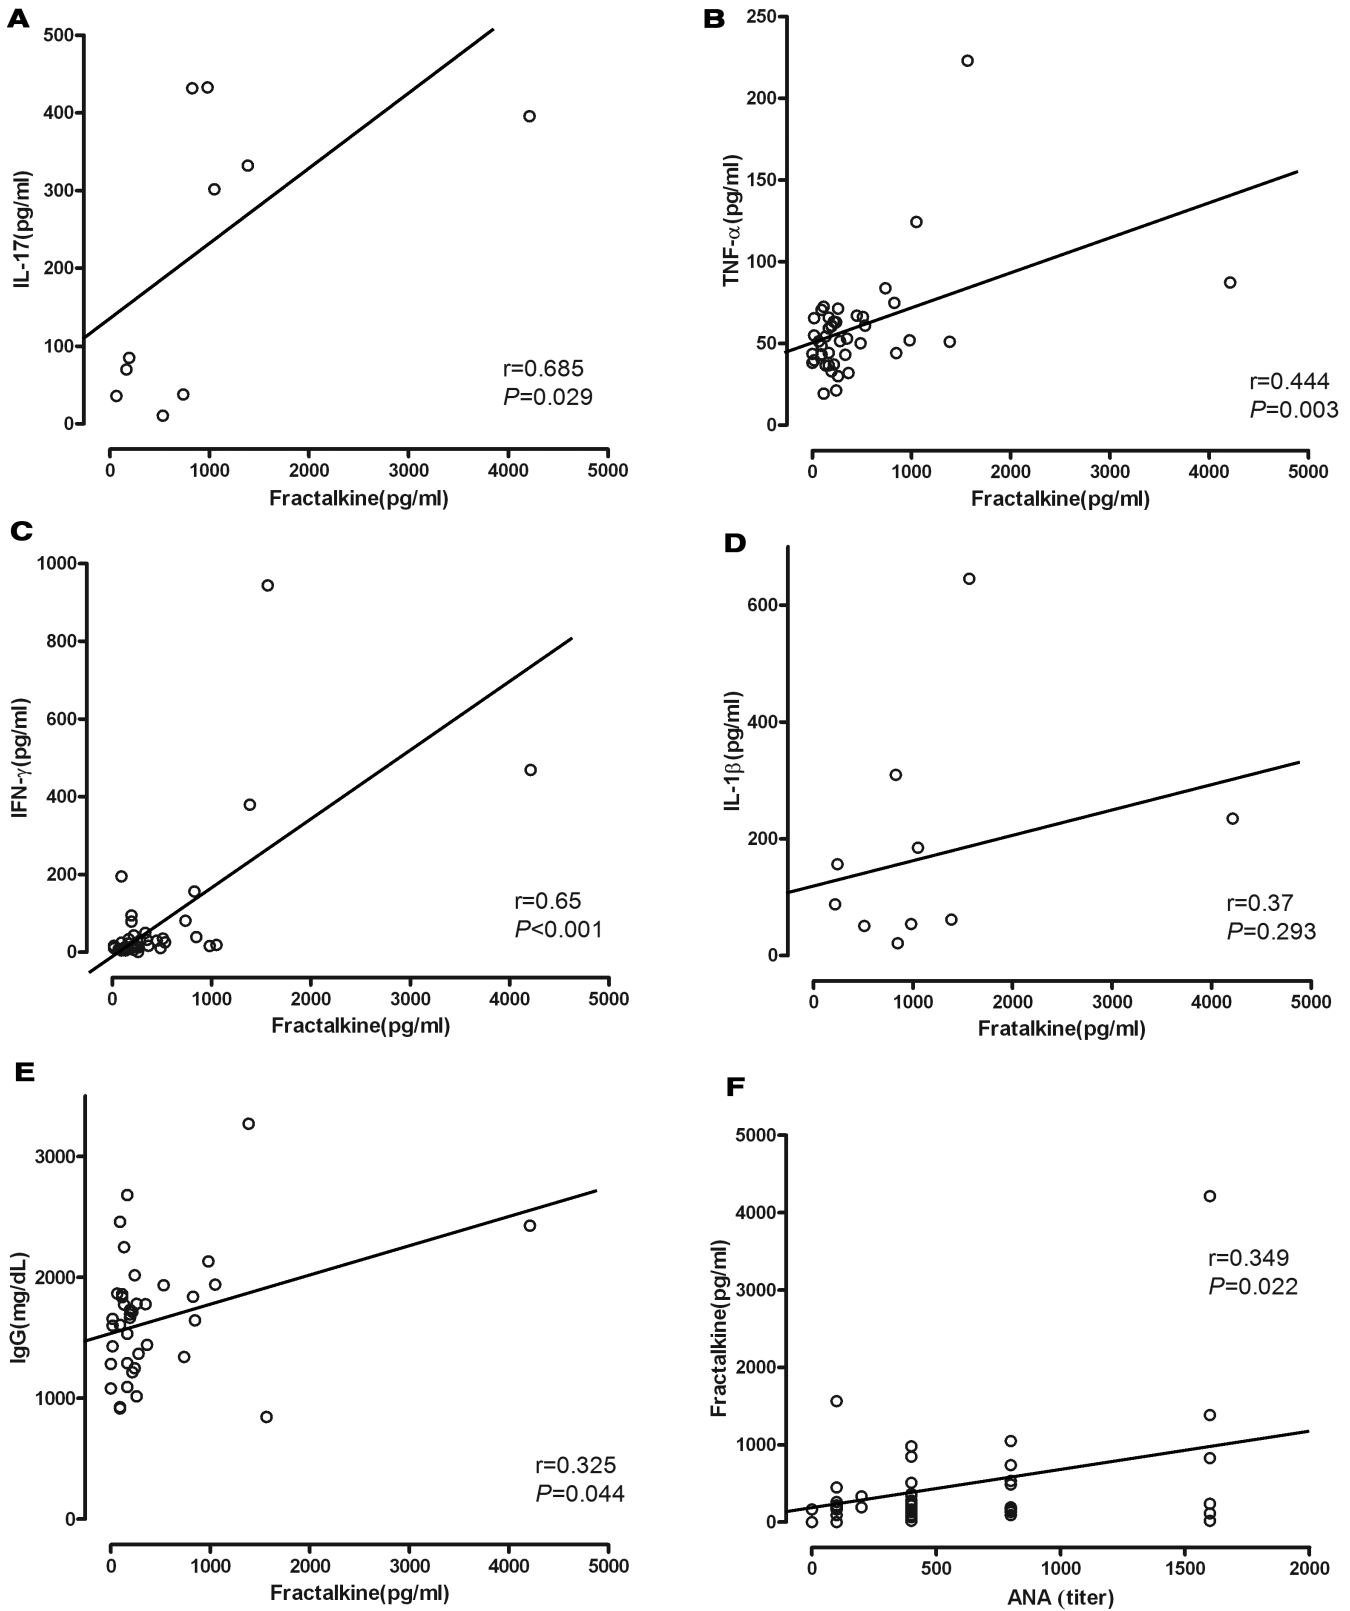 A
500
400
300
200
100
0
IL-17(pg/ml)
r=0.685
P=0.029
0 1000 2000 3000 4000 5000
Fractalkine(pg/ml)
B
250
200
150
100
50
0
TNF-α(pg/ml)
r=0.444
P=0.003
0 1000 2000 3000 4000 5000
Fractalkine(pg/ml)
C
1000
800
600
400
200
0
IFN-γ(pg/ml)
r=0.65
P<0.001
0 1000 2000 3000 4000 5000
Fractalkine(pg/ml)
D
600
400
200
0
IL-1β(pg/ml)
r=0.37
P=0.293
0 1000 2000 3000 4000 5000
Fratalkine(pg/ml)
E
3000
2000
1000
0
IgG(mg/dL)
r=0.325
P=0.044
0 1000 2000 3000 4000 5000
Fractalkine(pg/ml)
F
5000
4000
3000
2000
1000
0
Fractalkine(pg/ml)
r=0.349
P=0.022
0 500 1000 1500 2000
ANA (titer)